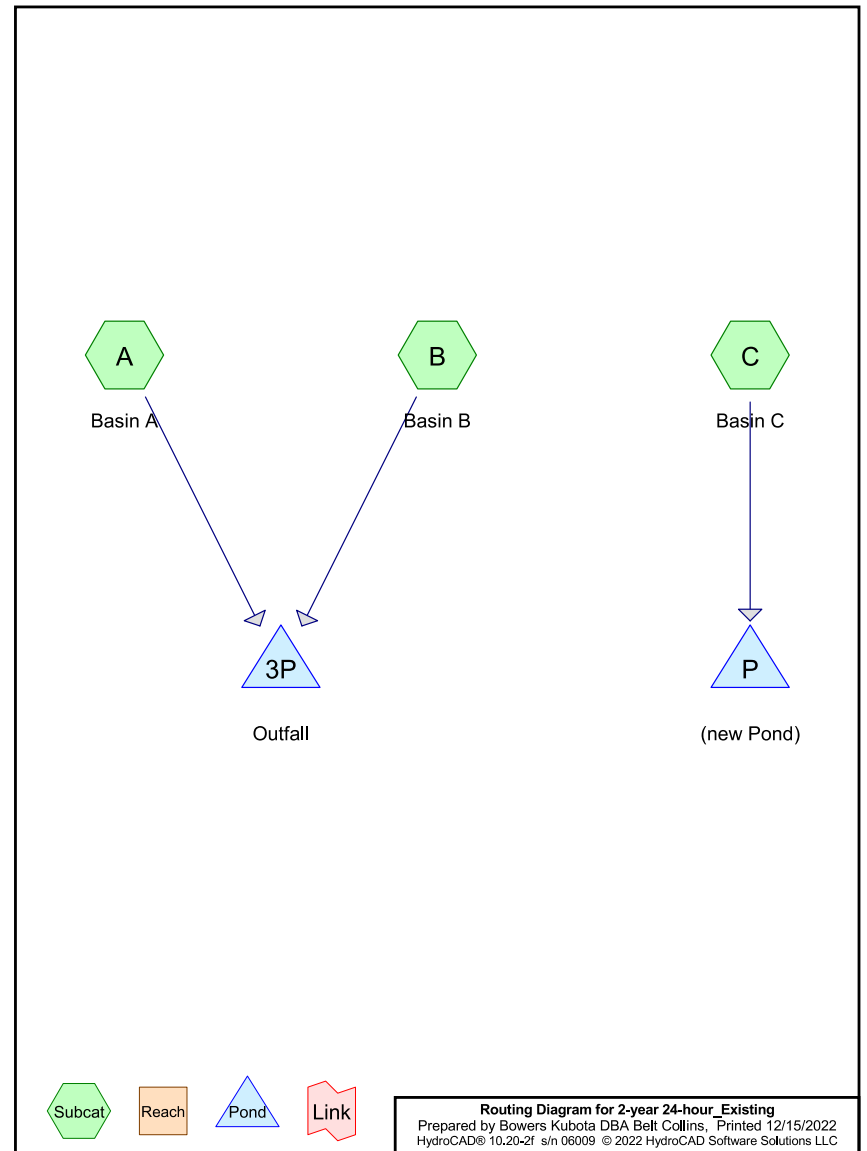 A
B
C
Basin A
Basin B
Basin C
3P
P
Outfall
(new Pond)
Subcat
Reach
Pond
Link
Routing Diagram for 2-year 24-hour_Existing
Prepared by Bowers Kubota DBA Belt Collins, Printed 12/15/2022
HydroCAD® 10.20-2f s/n 06009 © 2022 HydroCAD Software Solutions LLC